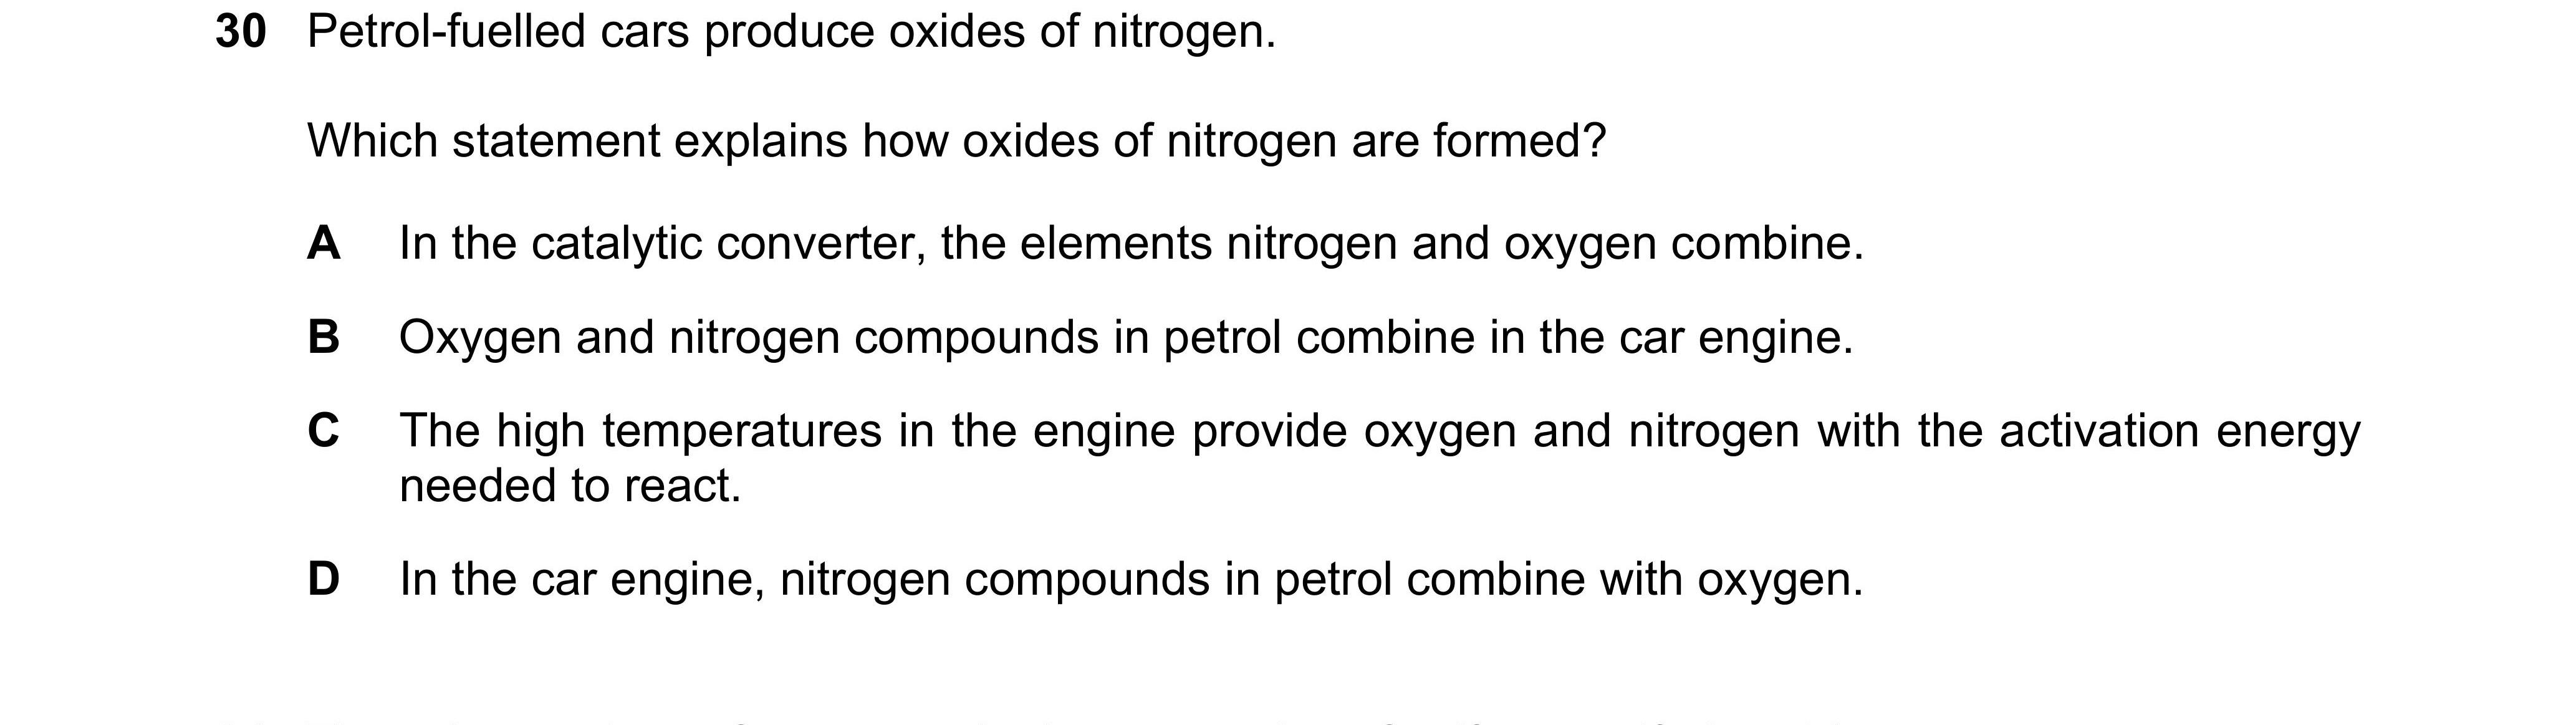 30 Petrol-fuelled cars produce oxides of nitrogen.
Which statement explains how oxides of nitrogen are formed?
A In the catalytic converter, the elements nitrogen and oxygen combine.
B Oxygen and nitrogen compounds in petrol combine in the car engine.
C The high temperatures in the engine provide oxygen and nitrogen with the activation energy
needed to react.
D In the car engine, nitrogen compounds in petrol combine with oxygen.